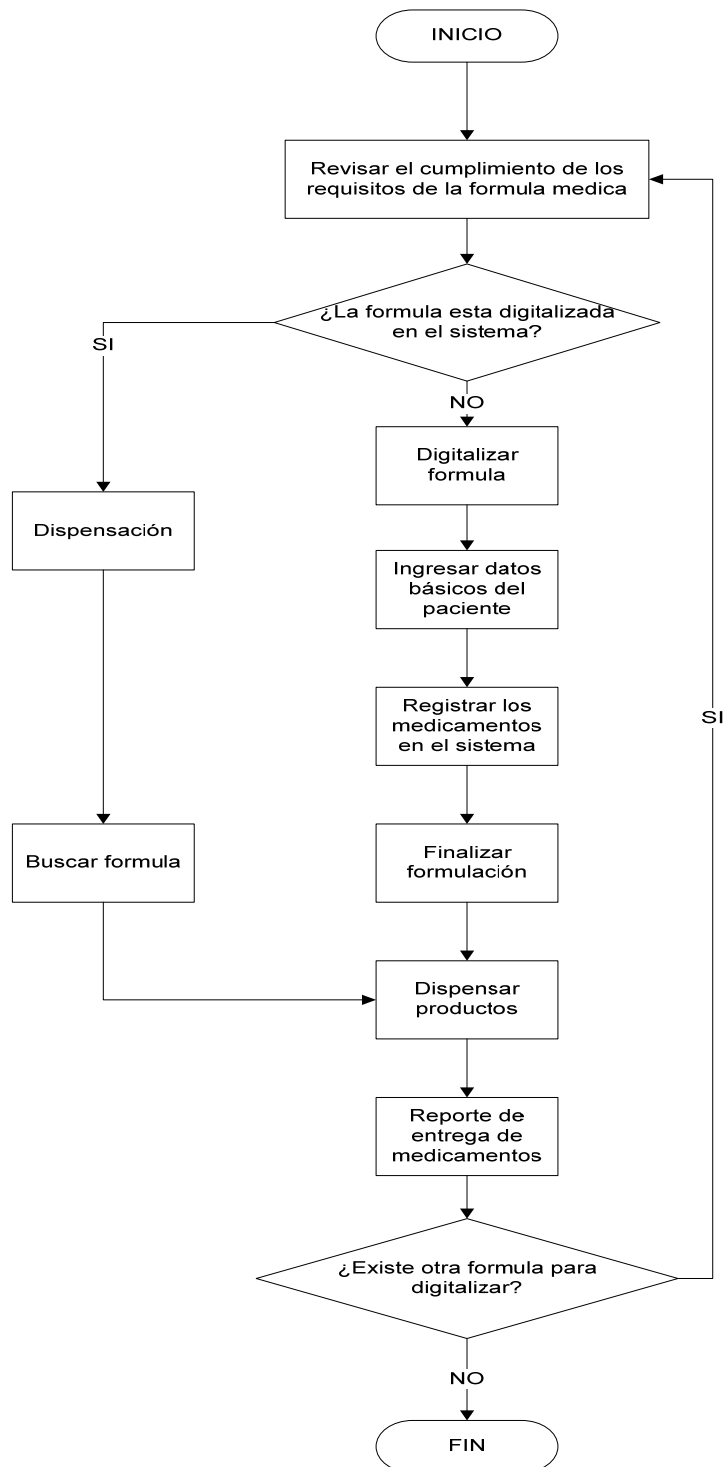 INICIO
Revisar el cumplimiento de los
requisitos de la formula medica
¿La formula esta digitalizada
en el sistema?
SI
NO
Digitalizar
formula
Dispensación
Ingresar datos
básicos del
paciente
Registrar los
medicamentos
en el sistema
SI
Buscar formula
Finalizar
formulación
Dispensar
productos
Reporte de
entrega de
medicamentos
¿Existe otra formula para
digitalizar?
NO
FIN